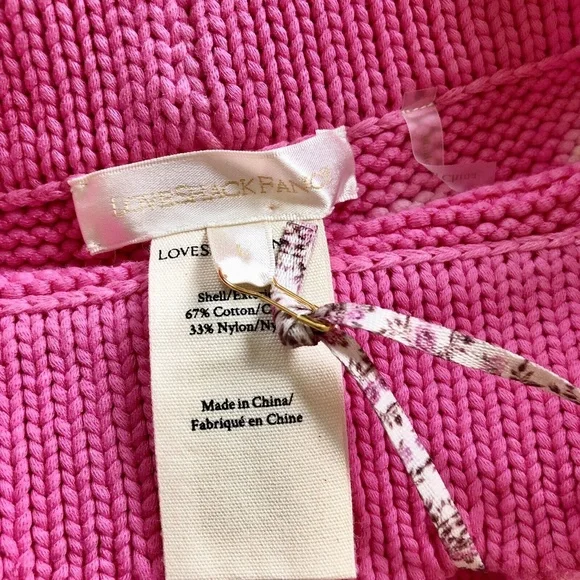 LOVESHACKFANCY
LOVES
Shell/Ext
67% Cotton/C
33% Nylon/Ny
Made in China/
Fabriqué en Chine